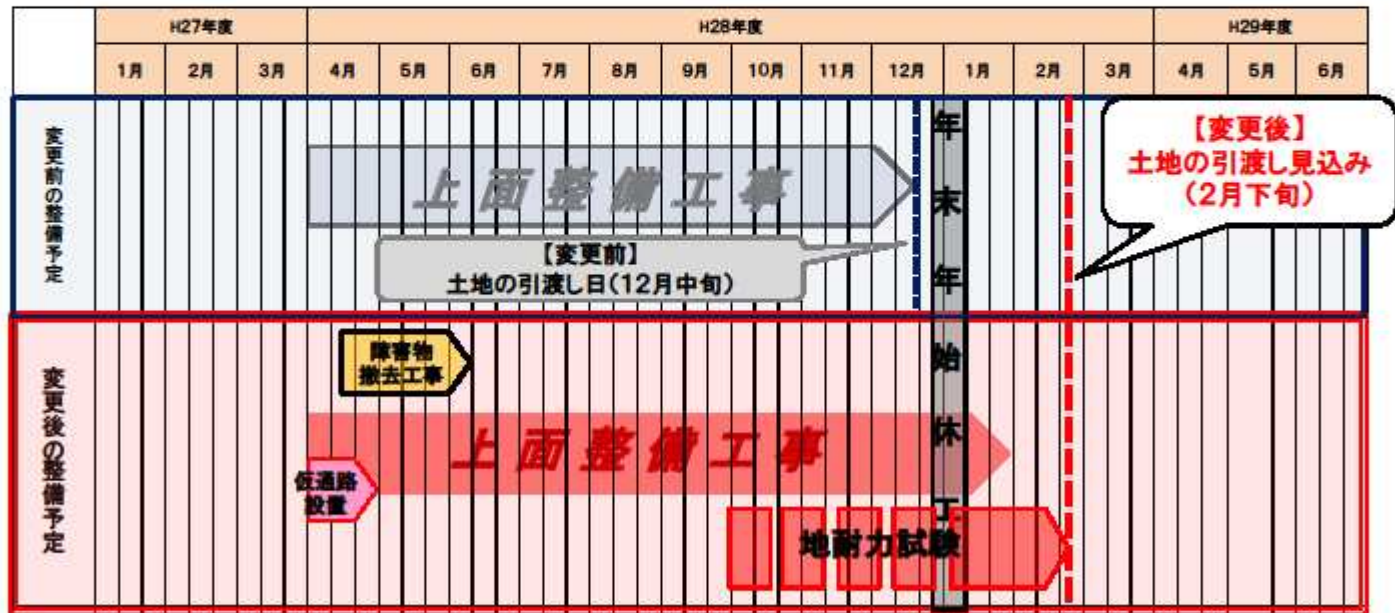 H27年度 H28年度 H29年度
1月 2月 3月 4月 5月 6月 7月 8月 9月 10月 11月 12月 1月 2月 3月 4月 5月 6月
変更前の整備予定
上面整備工事
【変更前】
土地の引渡し日(12月中旬)
年末年始休工
【変更後】
土地の引渡し見込み
(2月下旬)
変更後の整備予定
障害物
撤去工事
上面整備工事
仮通路
設置
地耐力試験